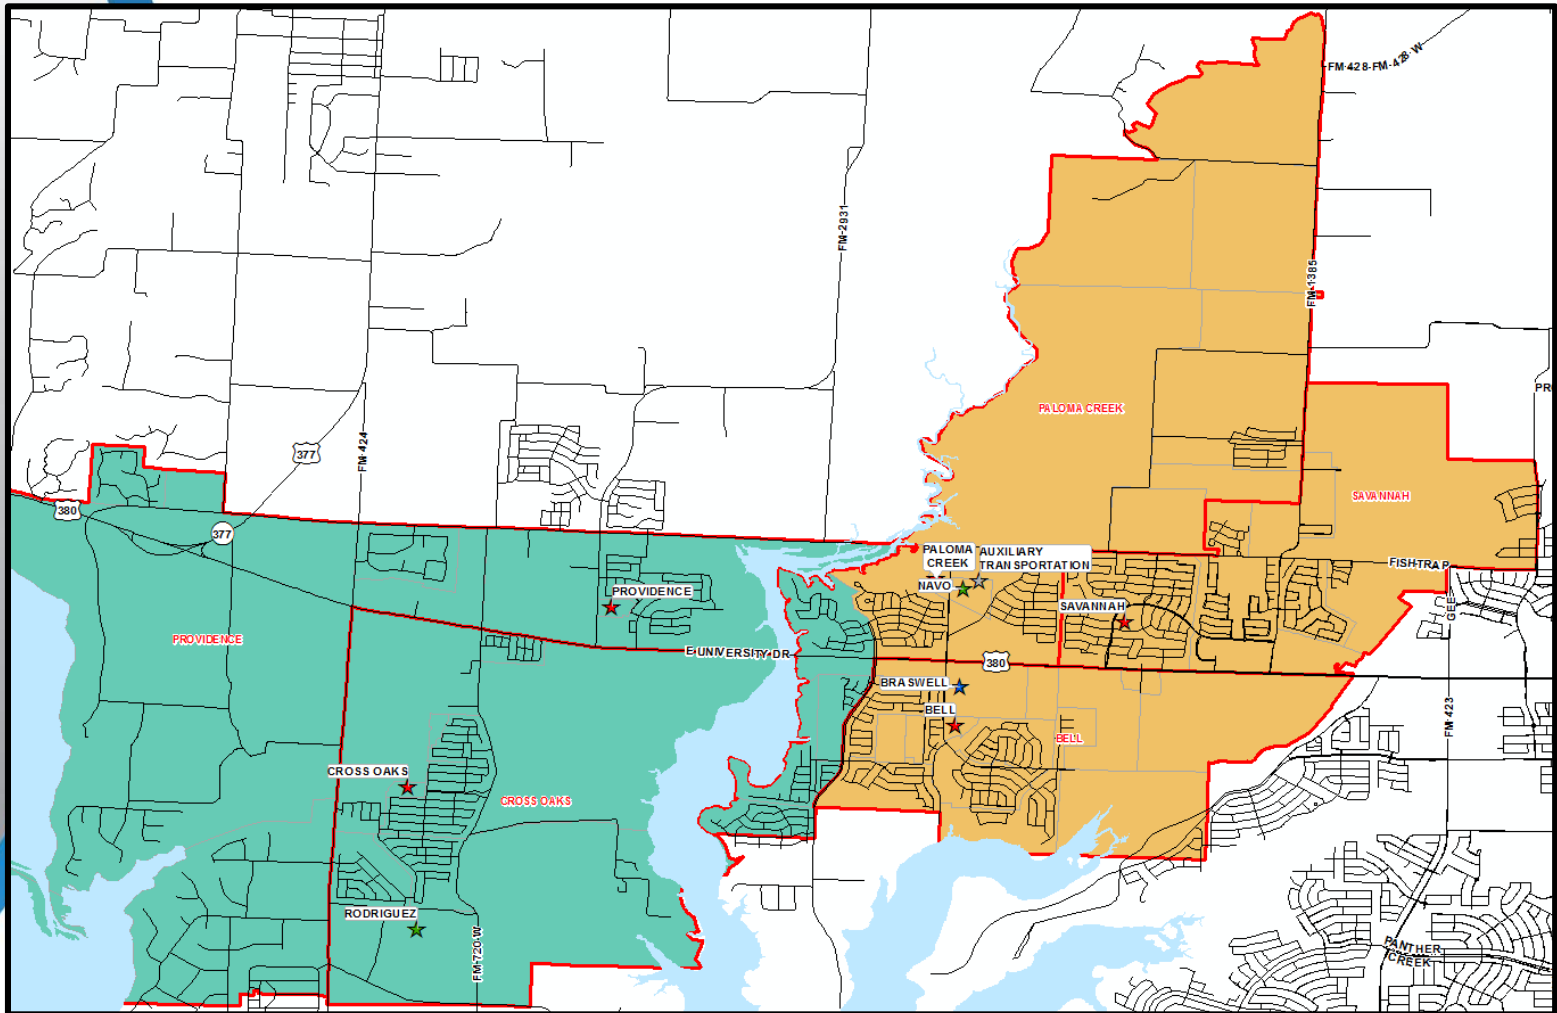 FM-428-FM-428-W
FM-2931
FM-1385
PR
PALOMA CREEK
377
FM-424
SAVANNAH
380
377
PALOMA
CREEK
AUXILIARY
TRANSPORTATION
FISHTRAP
NAVO
PROVIDENCE
SAVANNAH
GEE
PROVIDENCE
E UNIVERSITY DR
380
BRASWELL
BELL
FM-423
BELL
CROSS OAKS
CROSS OAKS
RODRIGUEZ
FM-720-W
PANTHER
CREEK